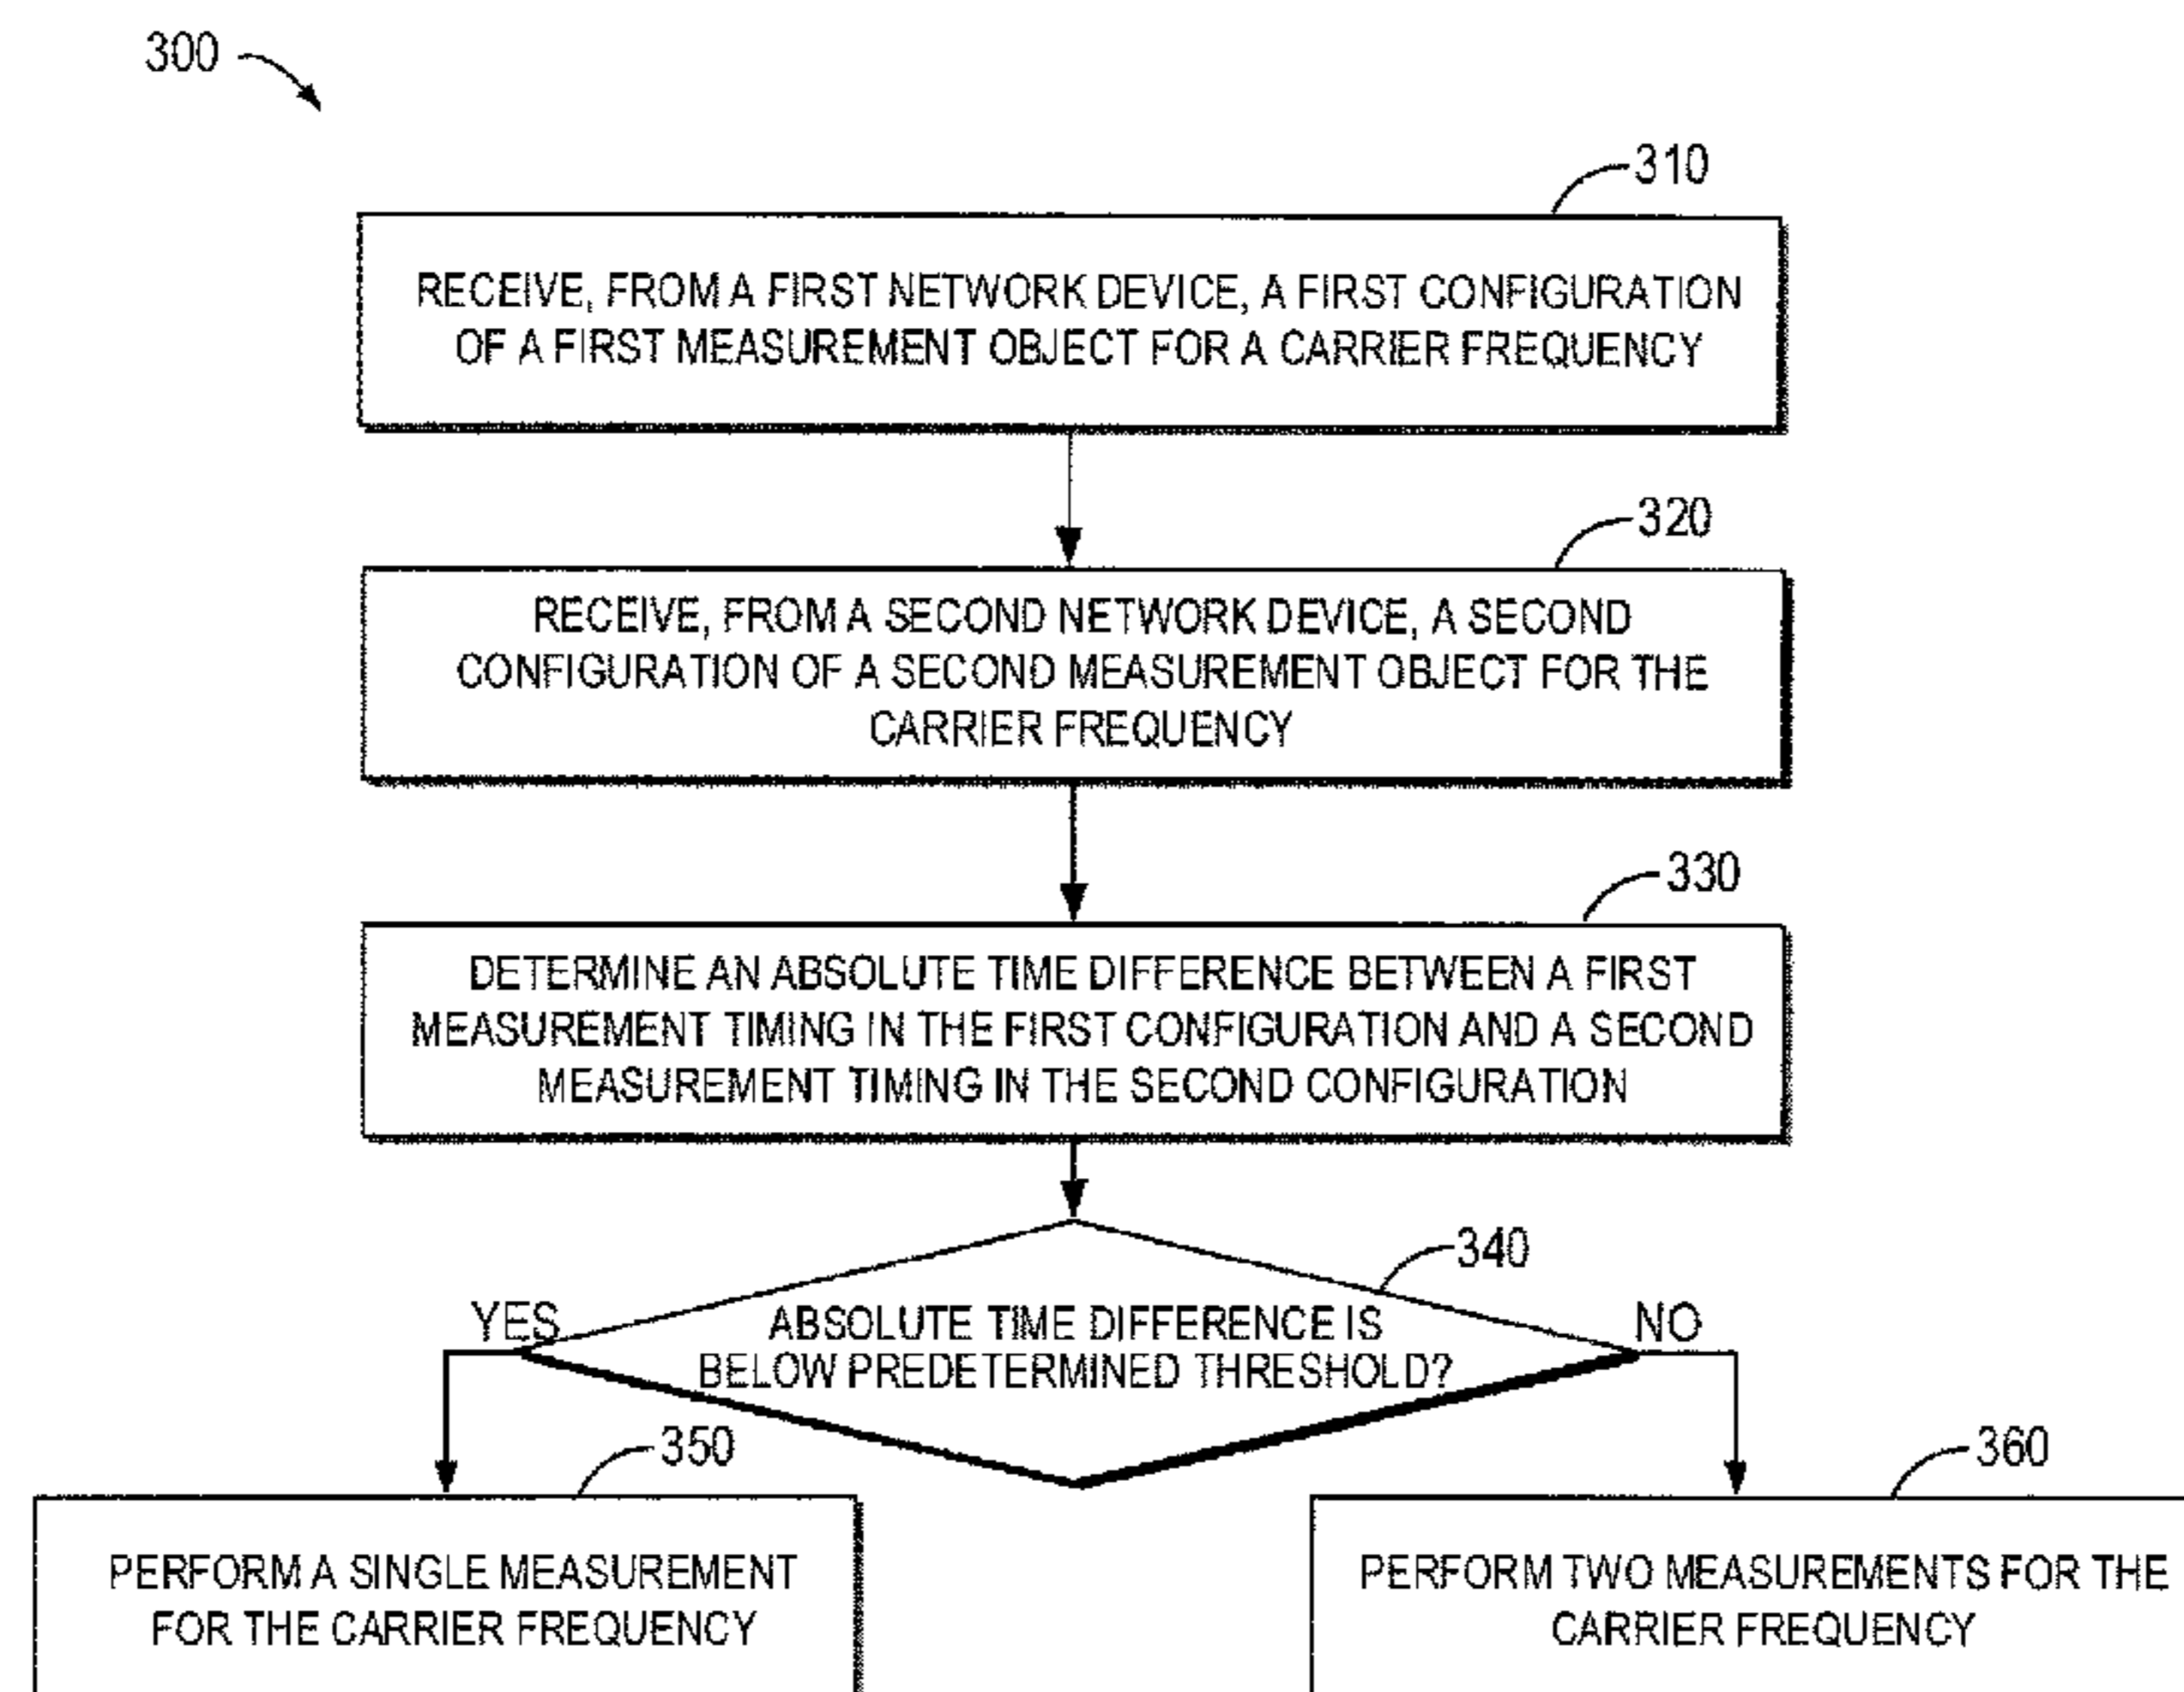 300
310
RECEIVE, FROM A FIRST NETWORK DEVICE, A FIRST CONFIGURATION
OF A FIRST MEASUREMENT OBJECT FOR A CARRIER FREQUENCY
320
RECEIVE, FROM A SECOND NETWORK DEVICE, A SECOND
CONFIGURATION OF A SECOND MEASUREMENT OBJECT FOR THE
CARRIER FREQUENCY
330
DETERMINE AN ABSOLUTE TIME DIFFERENCE BETWEEN A FIRST
MEASUREMENT TIMING IN THE FIRST CONFIGURATION AND A SECOND
MEASUREMENT TIMING IN THE SECOND CONFIGURATION
340
YES
ABSOLUTE TIME DIFFERENCE IS
BELOW PREDETERMINED THRESHOLD?
NO
350
PERFORM A SINGLE MEASUREMENT
FOR THE CARRIER FREQUENCY
360
PERFORM TWO MEASUREMENTS FOR THE
CARRIER FREQUENCY